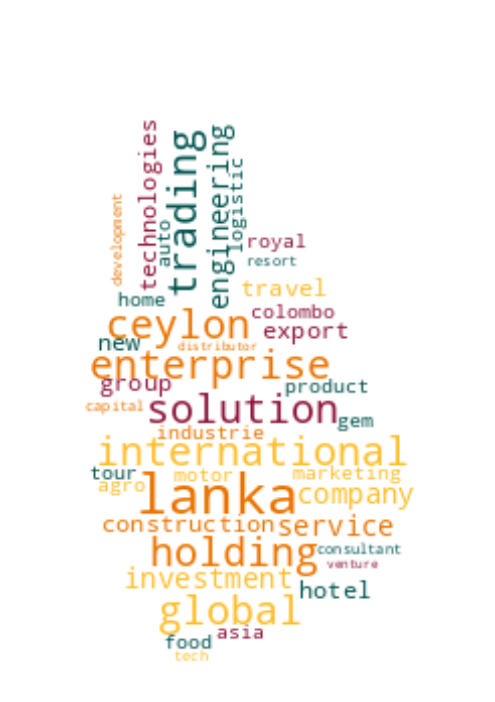 development
technologies
auto
trading
engineering
logistic
royal
resort
travel
home
colombo
ceylon
export
new
distributor
enterprise
group
product
capital
solution
gem
industrie
international
tour
motor
marketing
agro
lanka
company
construction
service
holding
consultant
venture
investment
hotel
global
asia
food
tech